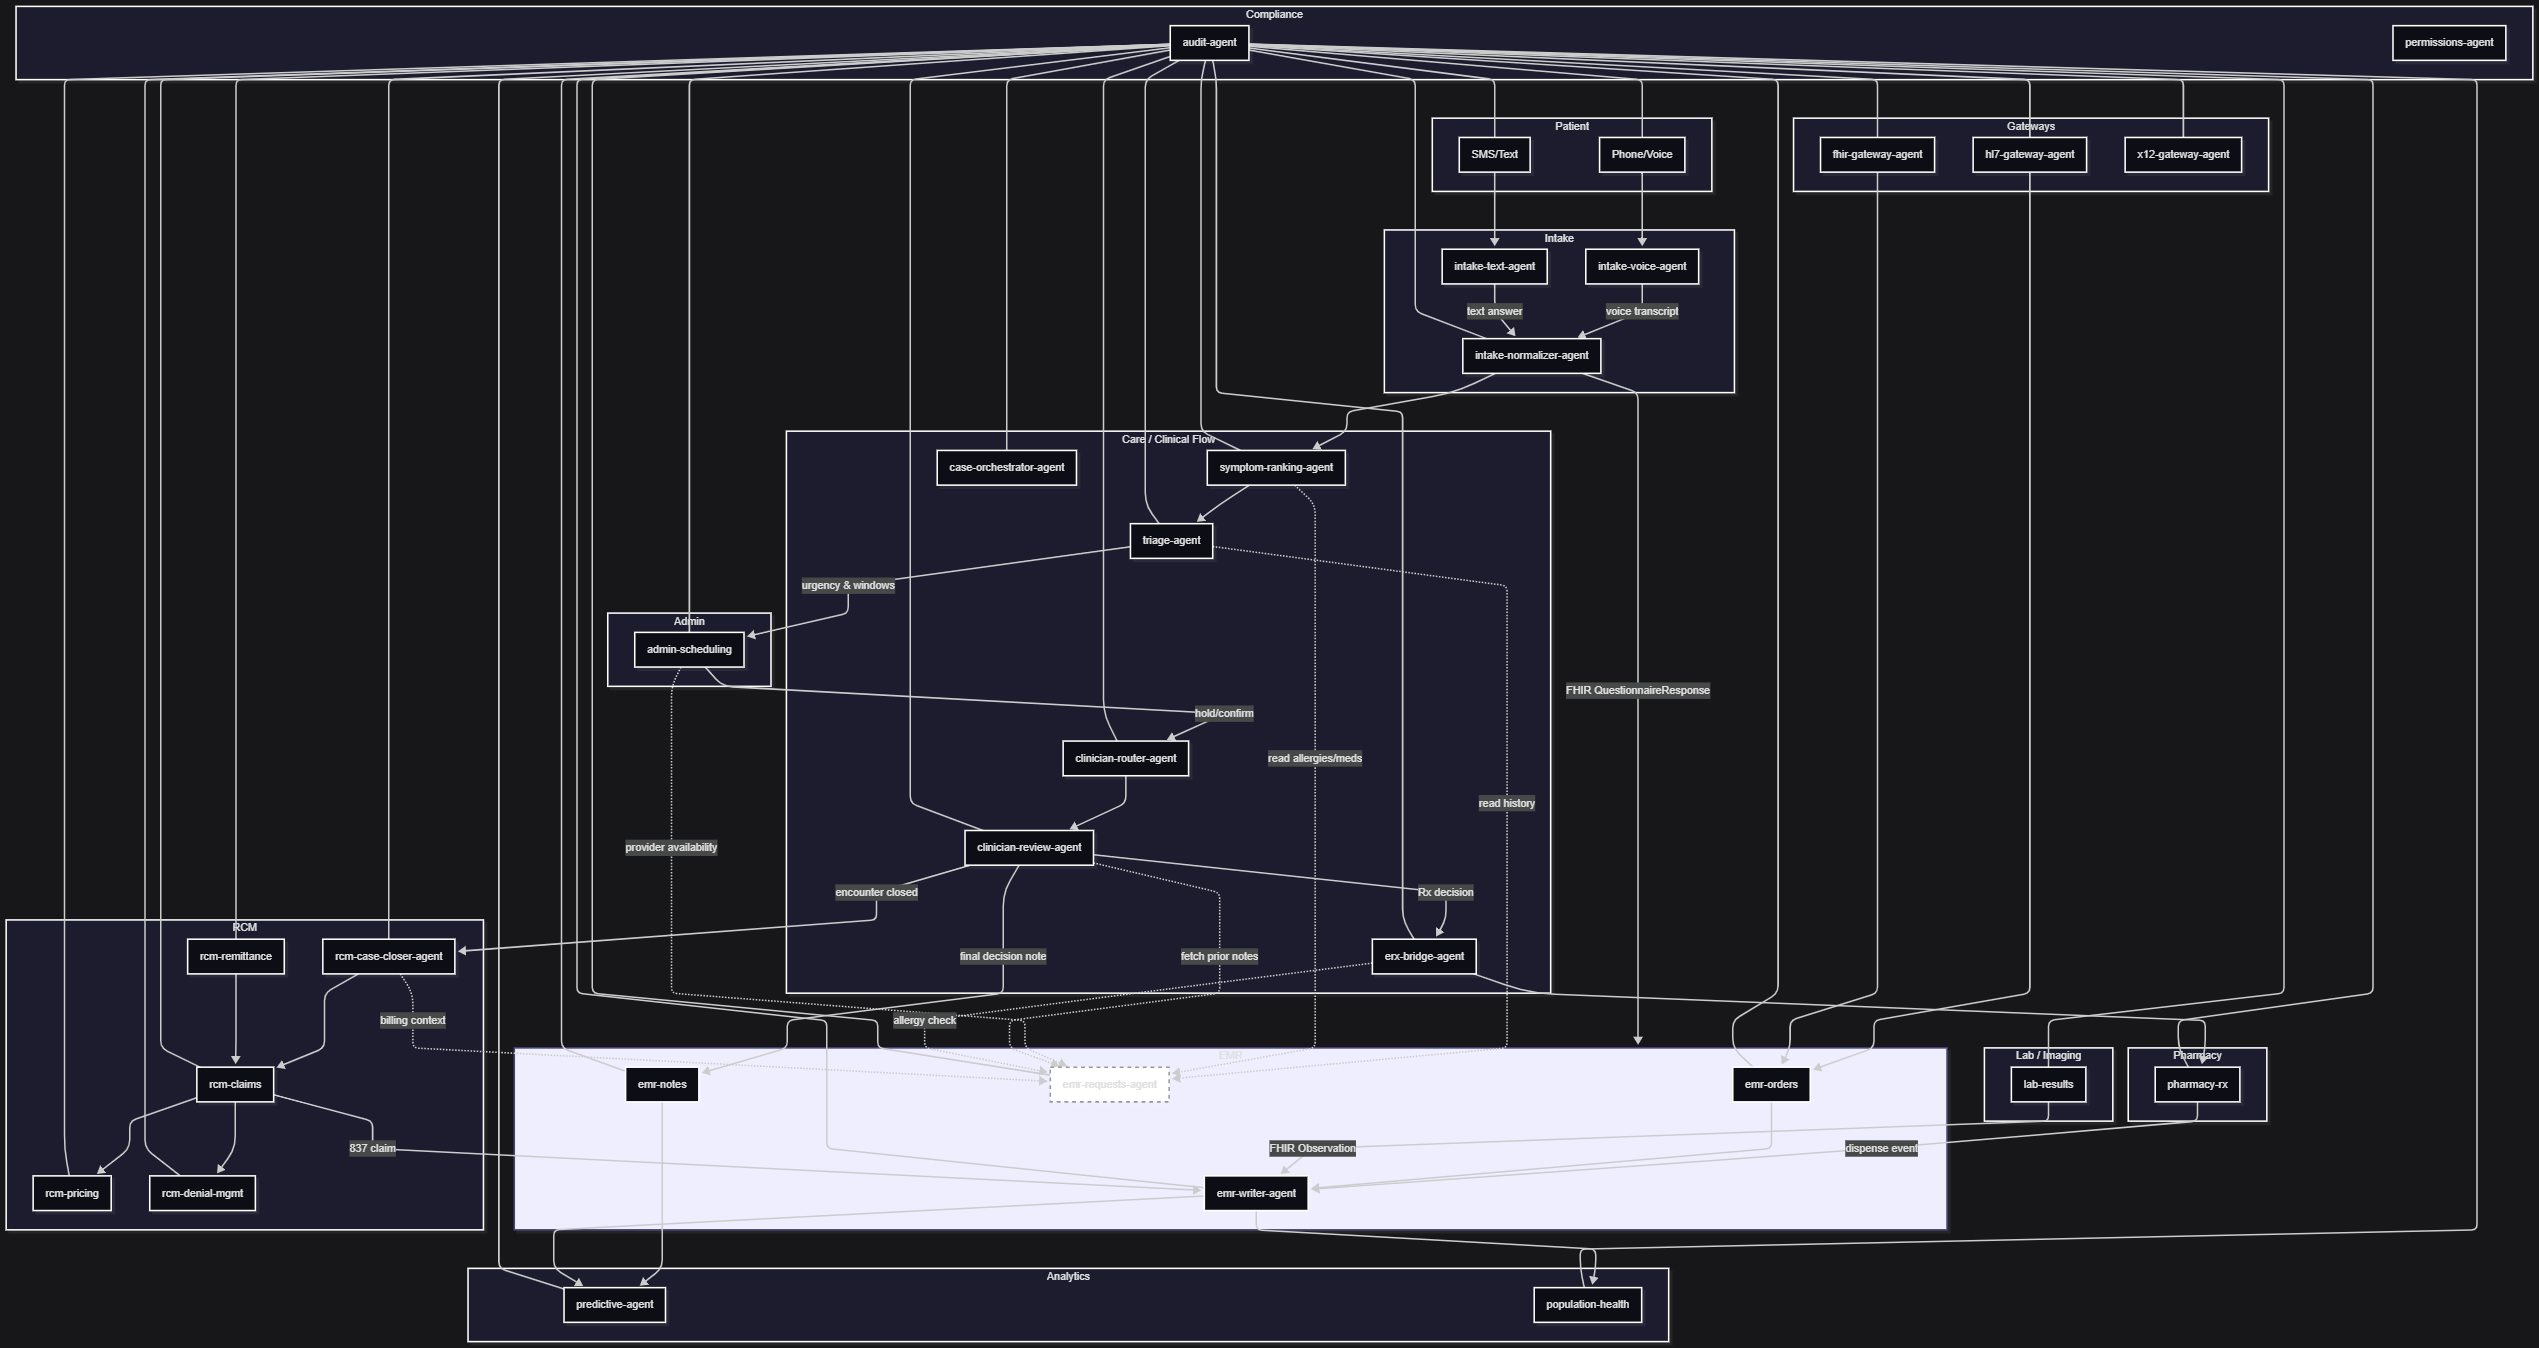 Compliance
audit-agent
permissions-agent
Patient
SMS/Text
Phone/Voice
Gateways
fhir-gateway-agent
hl7-gateway-agent
x12-gateway-agent
Intake
intake-text-agent
intake-voice-agent
text answer
voice transcript
intake-normalizer-agent
Care / Clinical Flow
case-orchestrator-agent
symptom-ranking-agent
triage-agent
urgency & windows
Admin
admin-scheduling
FHIR QuestionnaireResponse
hold/confirm
clinician-router-agent
read allergies/meds
read history
provider availability
clinician-review-agent
encounter closed
Rx decision
RCM
rcm-remittance
rcm-case-closer-agent
final decision note
fetch prior notes
erx-bridge-agent
billing context
allergy check
EMR
Lab / Imaging
Pharmacy
rcm-claims
emr-notes
emr-requests-agent
emr-orders
lab-results
pharmacy-rx
837 claim
FHIR Observation
dispense event
rcm-pricing
rcm-denial-mgmt
emr-writer-agent
Analytics
predictive-agent
population-health